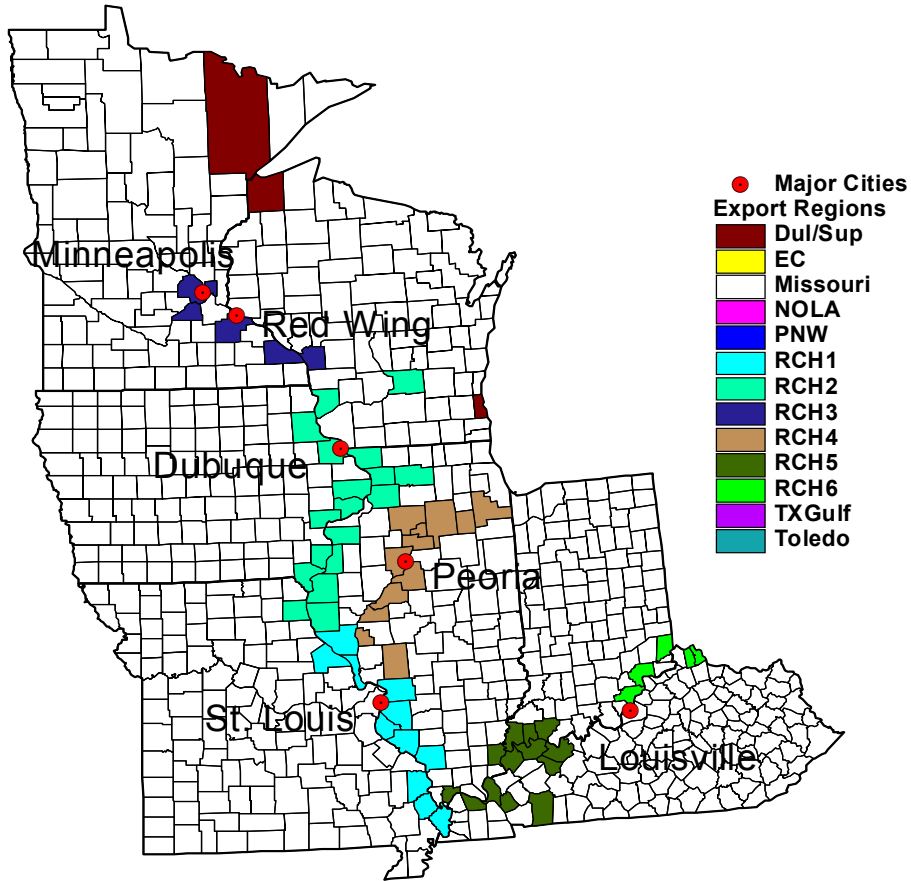 Major Cities
Export Regions
Dul/Sup
EC
Missouri
NOLA
PNW
RCH1
RCH2
RCH3
RCH4
RCH5
RCH6
TXGulf
Toledo
Minneapolis
Red Wing
Dubuque
Peoria
St. Louis
Louisville